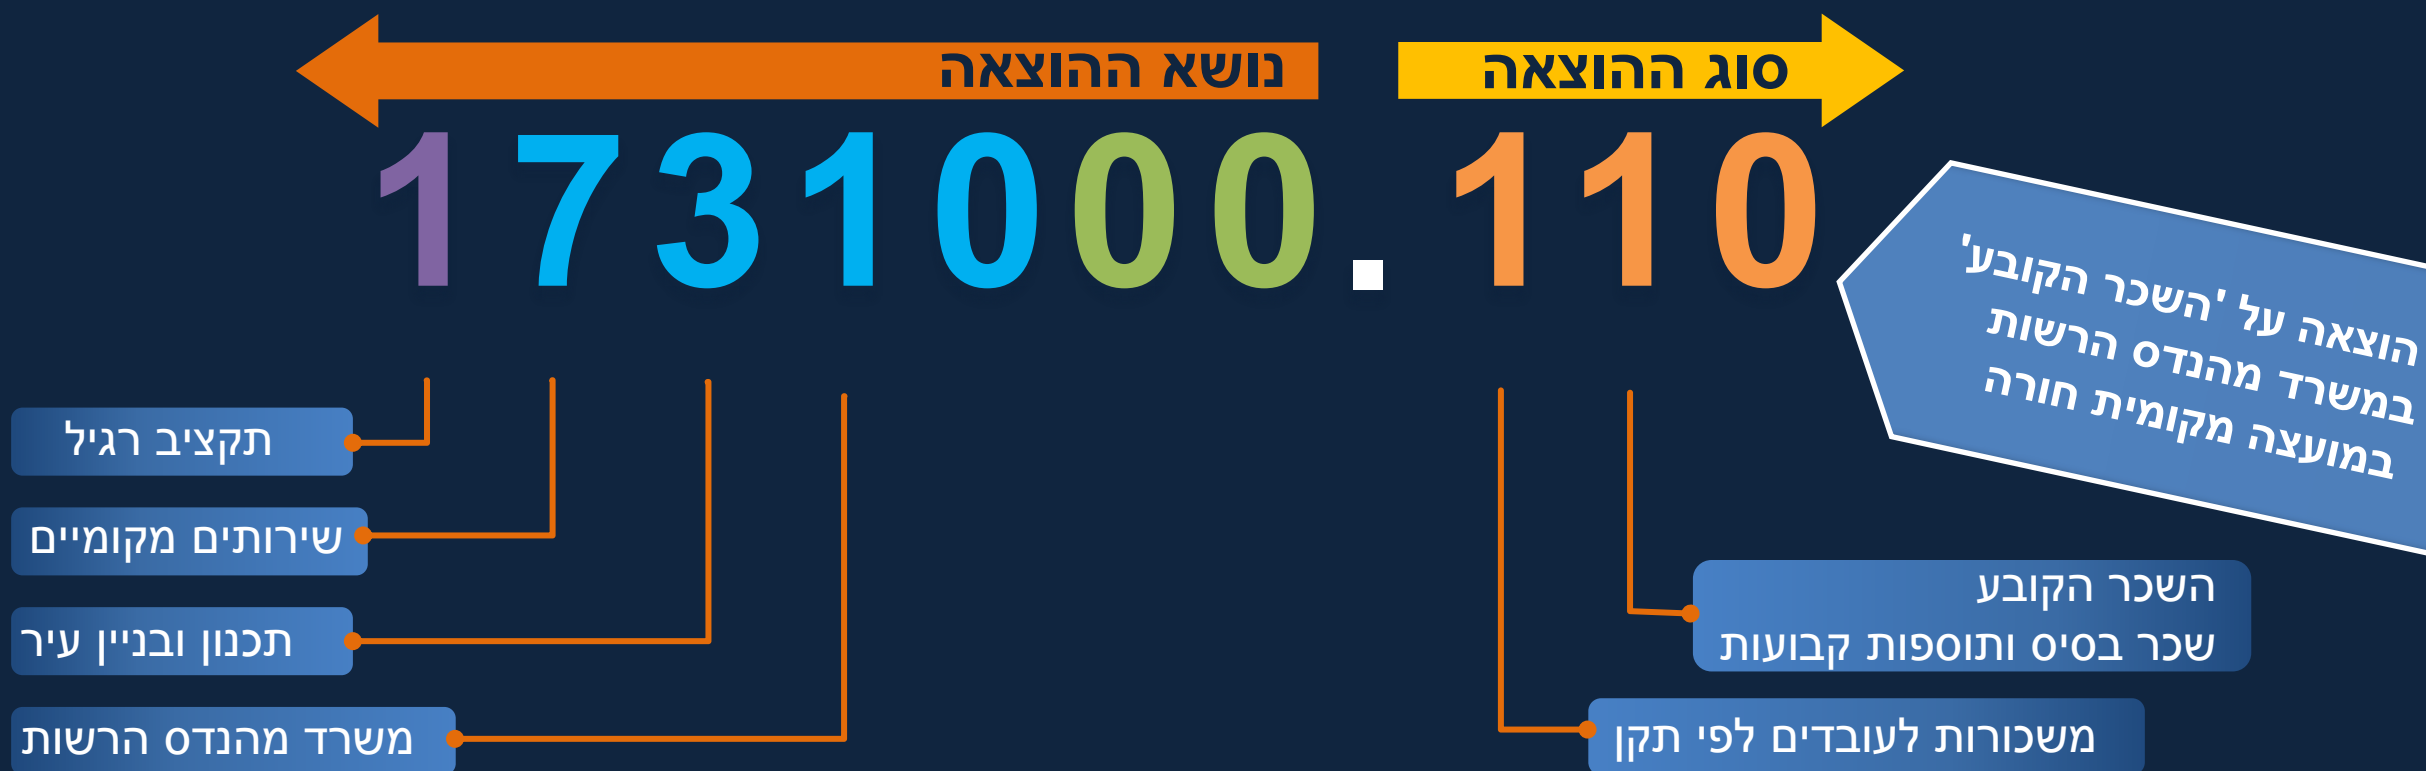 נושא ההוצאה
סוג ההוצאה
1731000.110
הוצאה על 'השכר הקובע'
במשרד מהנדס הרשות
במועצה מקומית חורה
תקציב רגיל
שירותים מקומיים
תכנון ובניין עיר
משרד מהנדס הרשות
השכר הקובע
שכר בסיס ותוספות קבועות
משכורות לעובדים לפי תקן